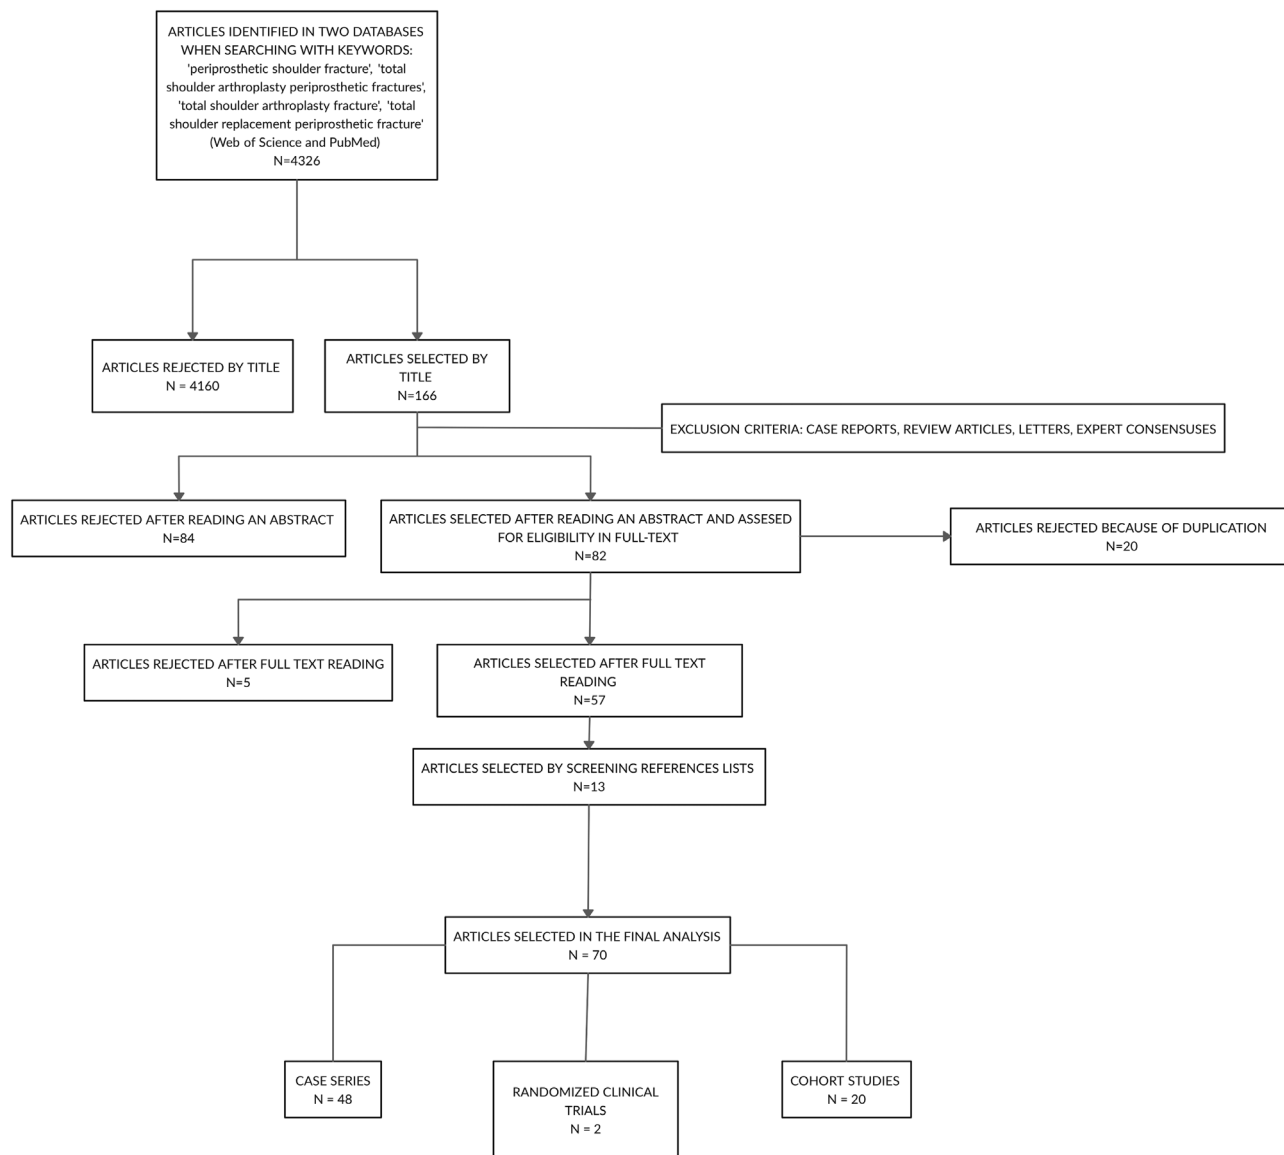 ARTICLES IDENTIFIED IN TWO DATABASES
WHEN SEARCHING WITH KEYWORDS:
'periprosthetic shoulder fracture', 'total
shoulder arthroplasty periprosthetic fractures',
'total shoulder arthroplasty fracture', 'total
shoulder replacement periprosthetic fracture'
(Web of Science and PubMed)
N=4326
ARTICLES REJECTED BY TITLE
N = 4160
ARTICLES SELECTED BY
TITLE
N=166
EXCLUSION CRITERIA: CASE REPORTS, REVIEW ARTICLES, LETTERS, EXPERT CONSENSUSES
ARTICLES REJECTED AFTER READING AN ABSTRACT
N=84
ARTICLES SELECTED AFTER READING AN ABSTRACT AND ASSESED
FOR ELIGIBILITY IN FULL-TEXT
N=82
ARTICLES REJECTED BECAUSE OF DUPLICATION
N=20
ARTICLES REJECTED AFTER FULL TEXT READING
N=5
ARTICLES SELECTED AFTER FULL TEXT
READING
N=57
ARTICLES SELECTED BY SCREENING REFERENCES LISTS
N=13
ARTICLES SELECTED IN THE FINAL ANALYSIS
N = 70
CASE SERIES
N = 48
RANDOMIZED CLINICAL
TRIALS
N = 2
COHORT STUDIES
N = 20